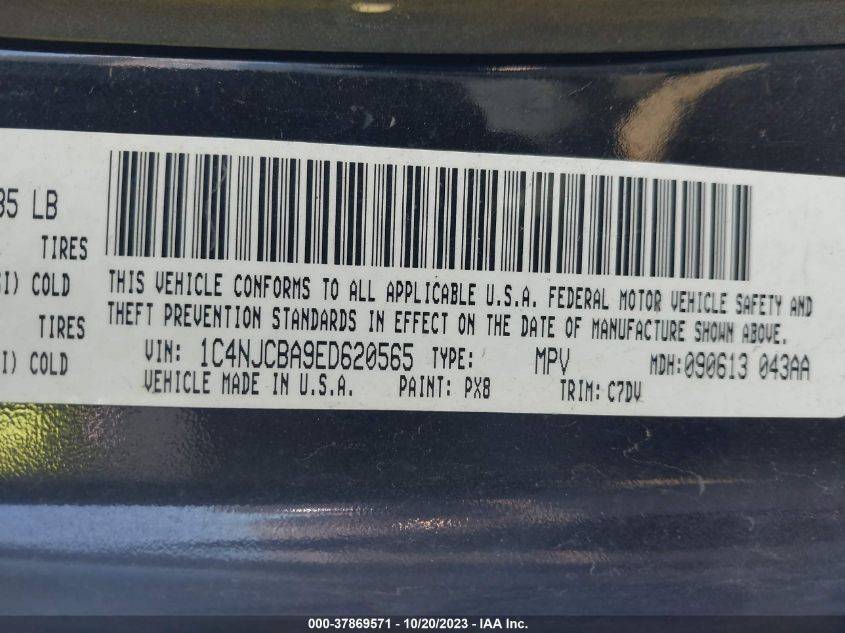 85 LB
TIRES
SI) COLD
TIRES
SI) COLD
THIS VEHICLE CONFORMS TO ALL APPLICABLE U.S.A. FEDERAL MOTOR VEHICLE SAFETY AND
THEFT PREVENTION STANDARDS IN EFFECT ON THE DATE OF MANUFACTURE SHOWN ABOVE.
VIN: 1C4NJCBA9ED620565 TYPE: MPV MDH:090613 043AA
VEHICLE MADE IN U.S.A. PAINT: PX8 TRIM: C7DV
000-37869571 - 10/20/2023 - IAA Inc.